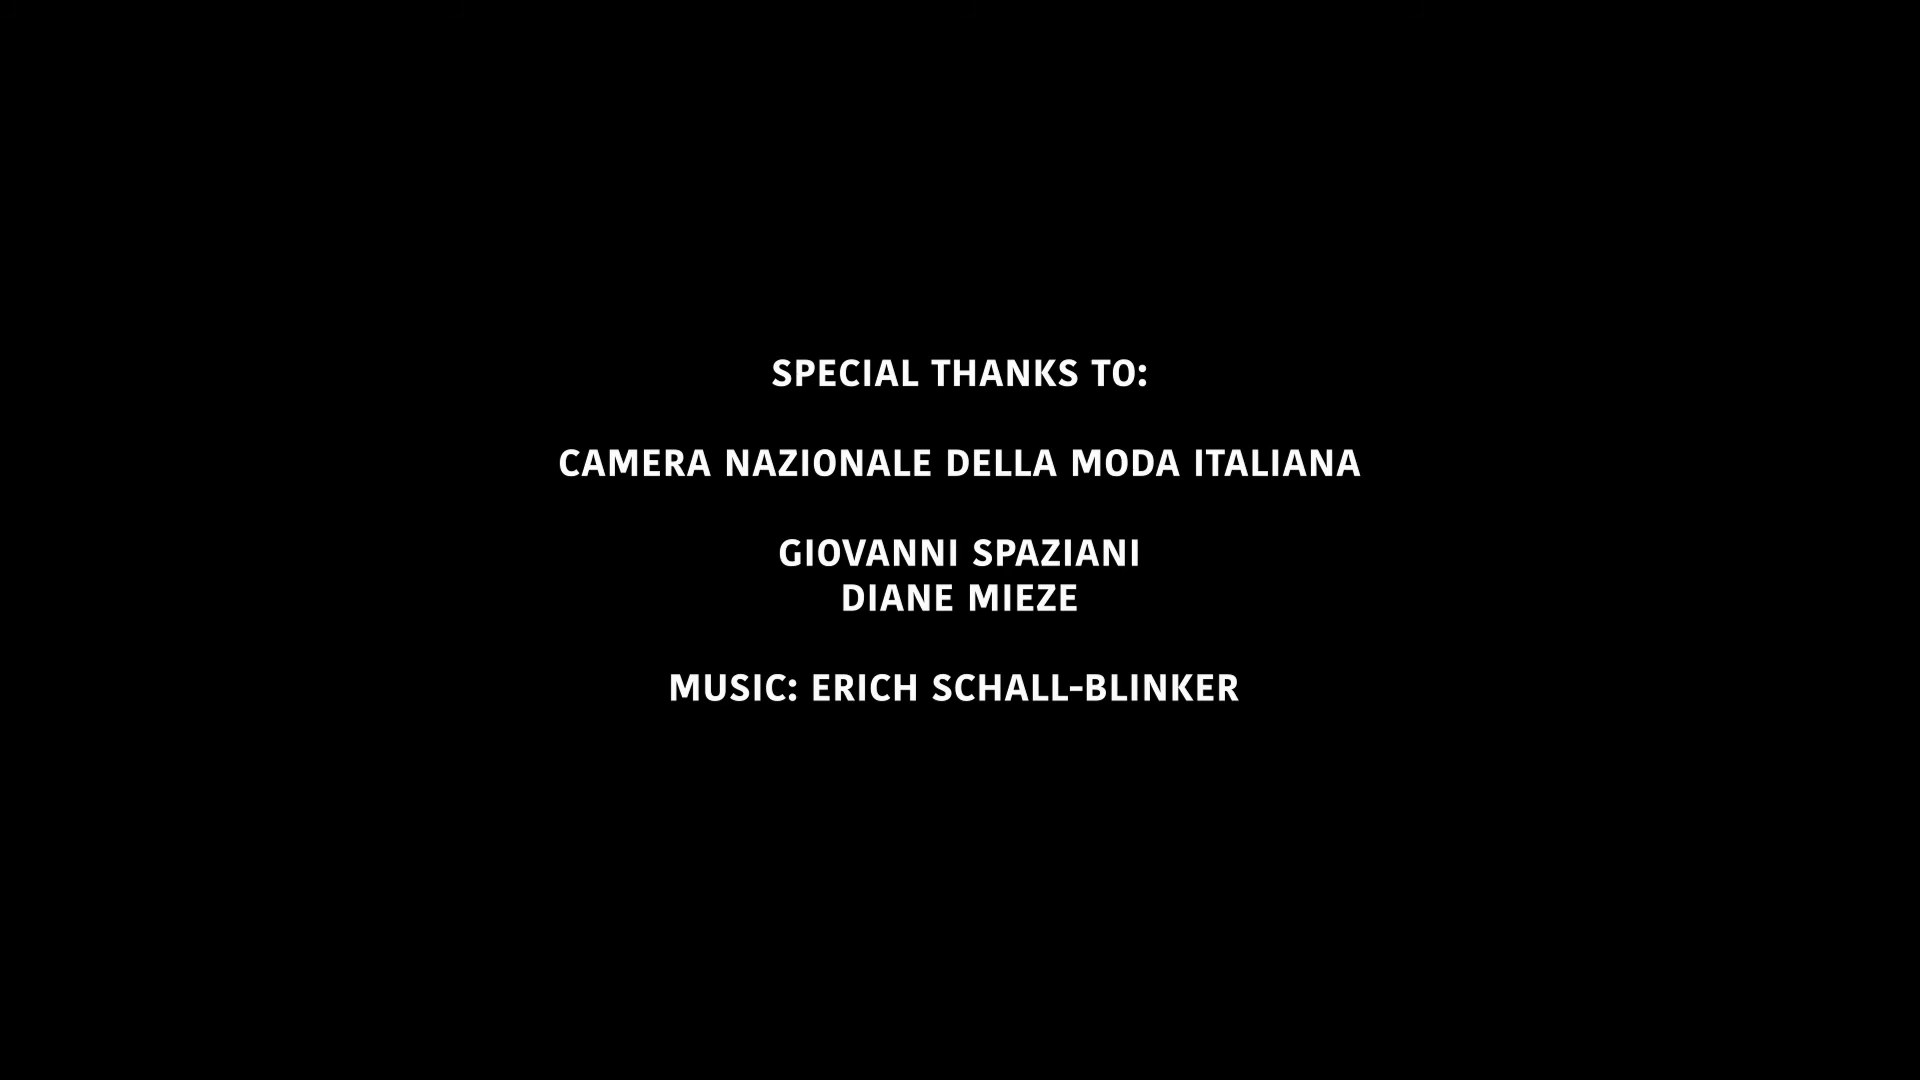 SPECIAL THANKS TO:
CAMERA NAZIONALE DELLA MODA ITALIANA
GIOVANNI SPAZIANI
DIANE MIEZE
MUSIC: ERICH SCHALL-BLINKER